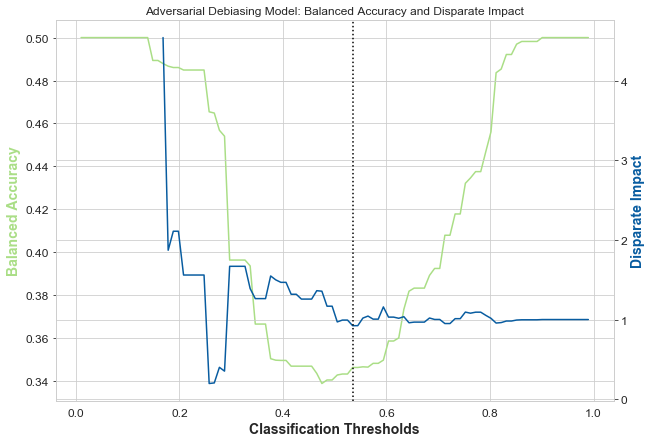 Adversarial Debiasing Model: Balanced Accuracy and Disparate Impact
0.50
0.48
0.46
0.44
0.42
0.40
0.38
0.36
0.34
Balanced Accuracy
4
3
2
1
0
Disparate Impact
0.0 0.2 0.4 0.6 0.8 1.0
Classification Thresholds